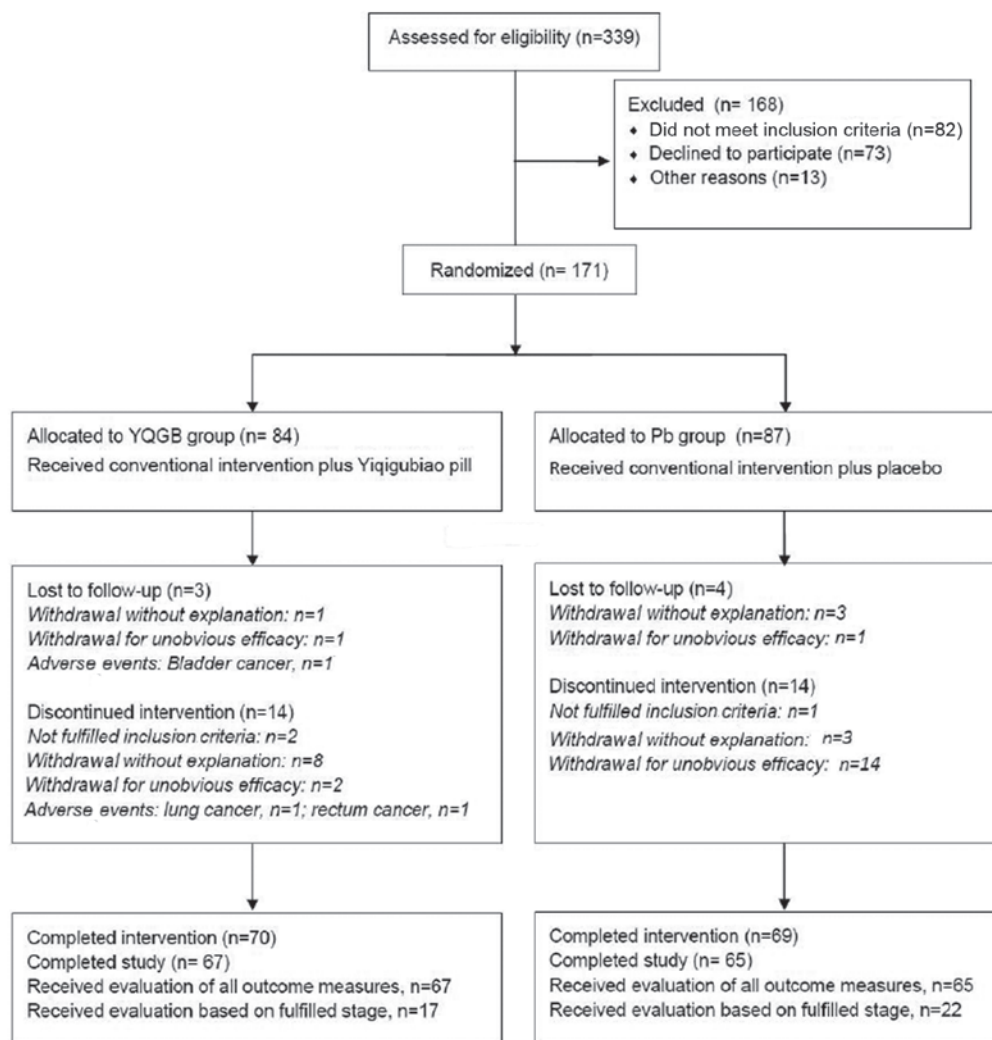 Assessed for eligibility (n=339)
Excluded (n= 168)
♦ Did not meet inclusion criteria (n=82)
♦ Declined to participate (n=73)
♦ Other reasons (n=13)
Randomized (n= 171)
Allocated to YQGB group (n= 84)
Received conventional intervention plus Yiqigubiao pill
Allocated to Pb group (n=87)
Received conventional intervention plus placebo
Lost to follow-up (n=3)
Withdrawal without explanation: n=1
Withdrawal for unobvious efficacy: n=1
Adverse events: Bladder cancer, n=1
Discontinued intervention (n=14)
Not fulfilled inclusion criteria: n=2
Withdrawal without explanation: n=8
Withdrawal for unobvious efficacy: n=2
Adverse events: lung cancer, n=1; rectum cancer, n=1
Lost to follow-up (n=4)
Withdrawal without explanation: n=3
Withdrawal for unobvious efficacy: n=1
Discontinued intervention (n=14)
Not fulfilled inclusion criteria: n=1
Withdrawal without explanation: n=3
Withdrawal for unobvious efficacy: n=14
Completed intervention (n=70)
Completed study (n= 67)
Received evaluation of all outcome measures, n=67
Received evaluation based on fulfilled stage, n=17
Completed intervention (n=69)
Completed study (n= 65)
Received evaluation of all outcome measures, n=65
Received evaluation based on fulfilled stage, n=22